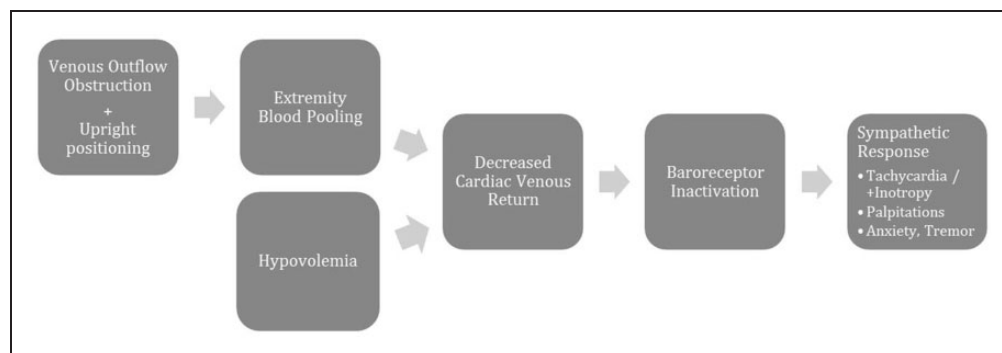 Venous Outflow
Obstruction
+
Upright
positioning
Extremity
Blood Pooling
Hypovolemia
Decreased
Cardiac Venous
Return
Baroreceptor
Inactivation
Sympathetic
Response
• Tachycardia /
+Inotropy
• Palpitations
• Anxiety, Tremor